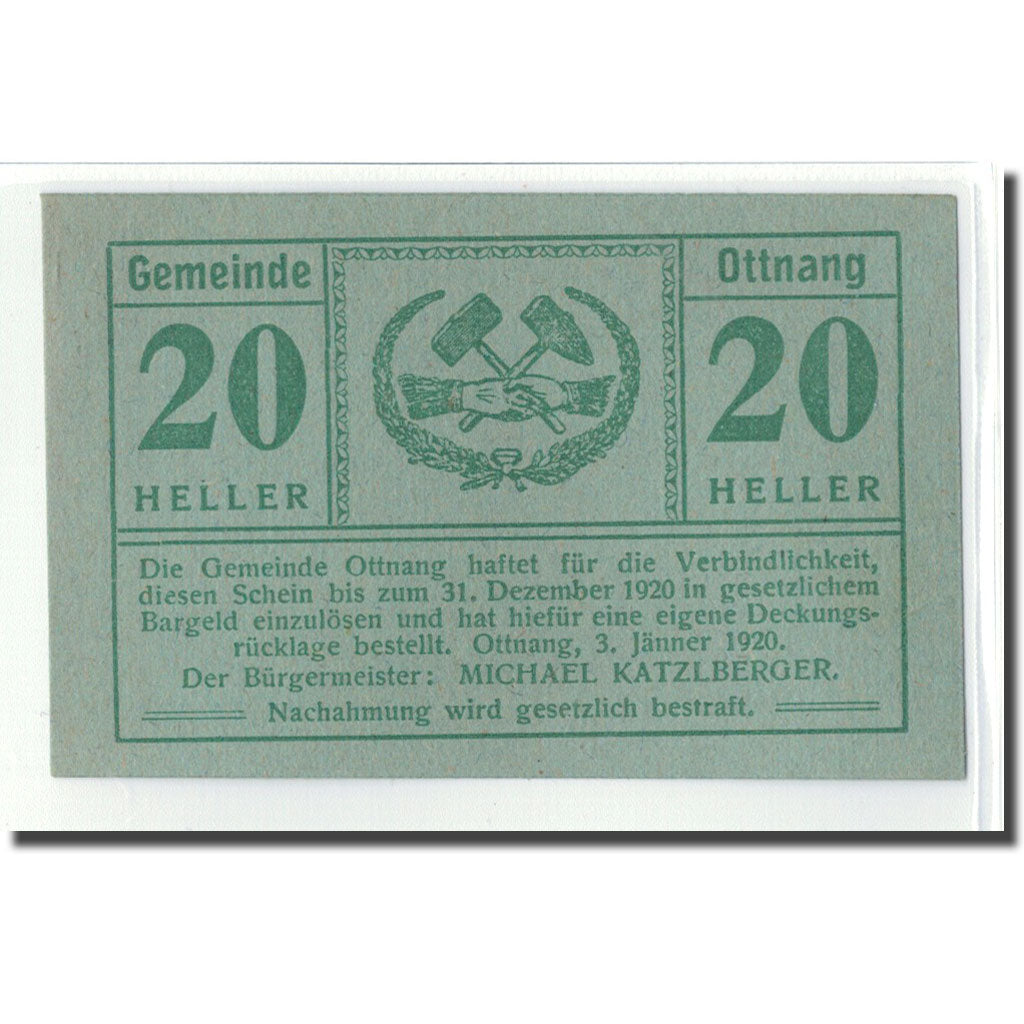 Gemeinde
Ottnang
20
20
HELLER
HELLER
Die Gemeinde Ottnang haftet für die Verbindlichkeit,
diesen Schein bis zum 31. Dezember 1920 in gesetzlichem
Bargeld einzulösen und hat hiefür eine eigene Deckungs-
rücklage bestellt. Ottnang, 3. Jänner 1920.
Der Bürgermeister: MICHAEL KATZLBERGER.
Nachahmung wird gesetzlich bestraft.